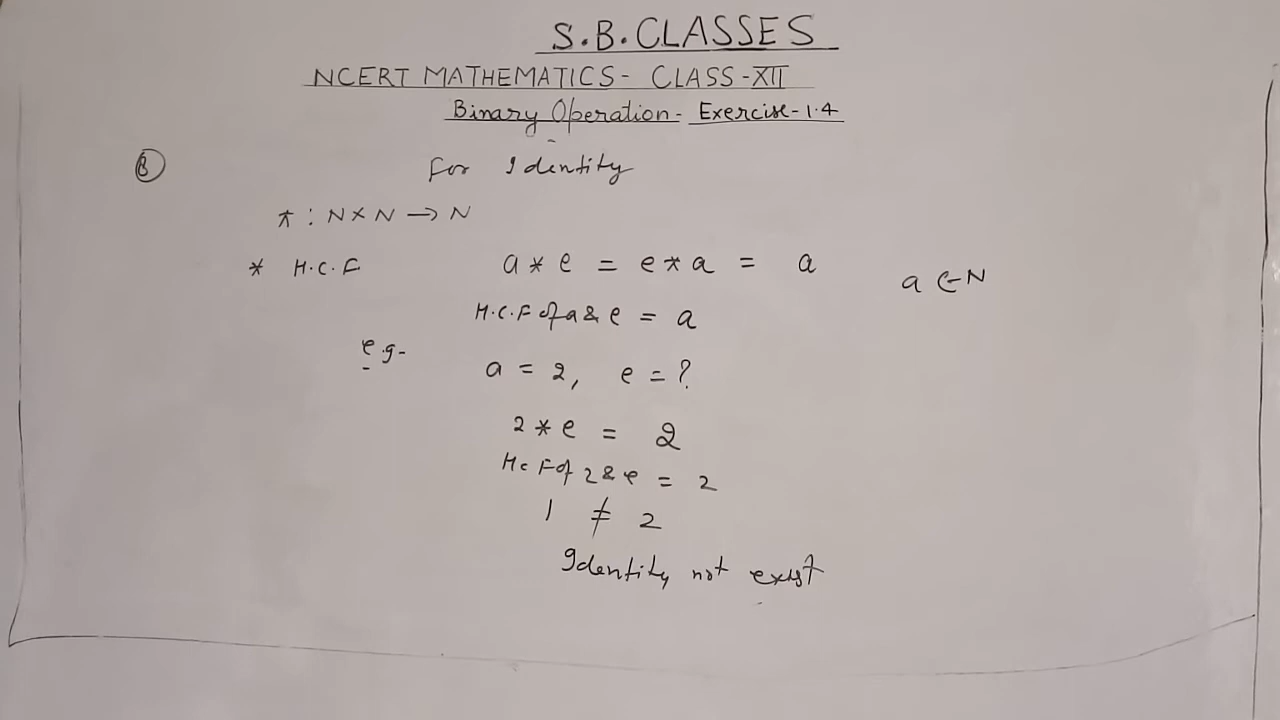 S.B. CLASSES
NCERT MATHEMATICS - CLASS - XII
Binary Operation - Exercise - 1.4
8 For Identity
* : N × N → N
* H.C.F a * e = e * a = a a ∈ N
H.C.F of a & e = a
e.g- a = 2, e = ?
2 * e = 2
HCF of 2 & e = 2
1 ≠ 2
Identity not exist